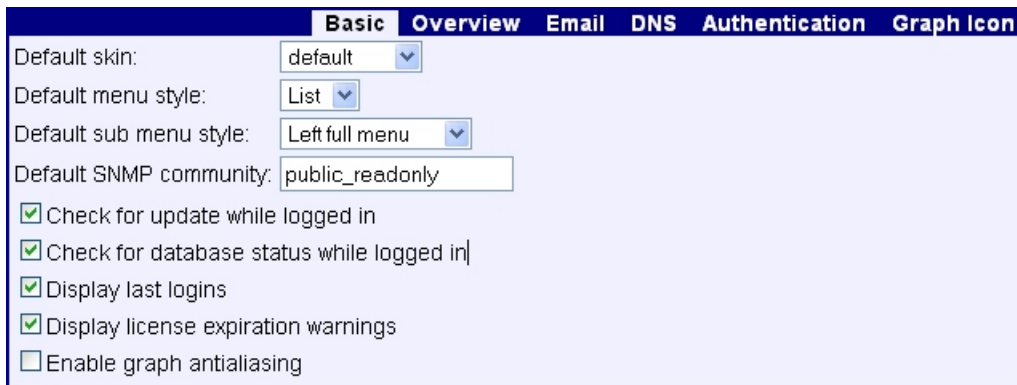 Basic Overview Email DNS Authentication Graph Icon
Default skin: default
Default menu style: List
Default sub menu style: Left full menu
Default SNMP community: public_readonly
Check for update while logged in
Check for database status while logged in
Display last logins
Display license expiration warnings
Enable graph antialiasing